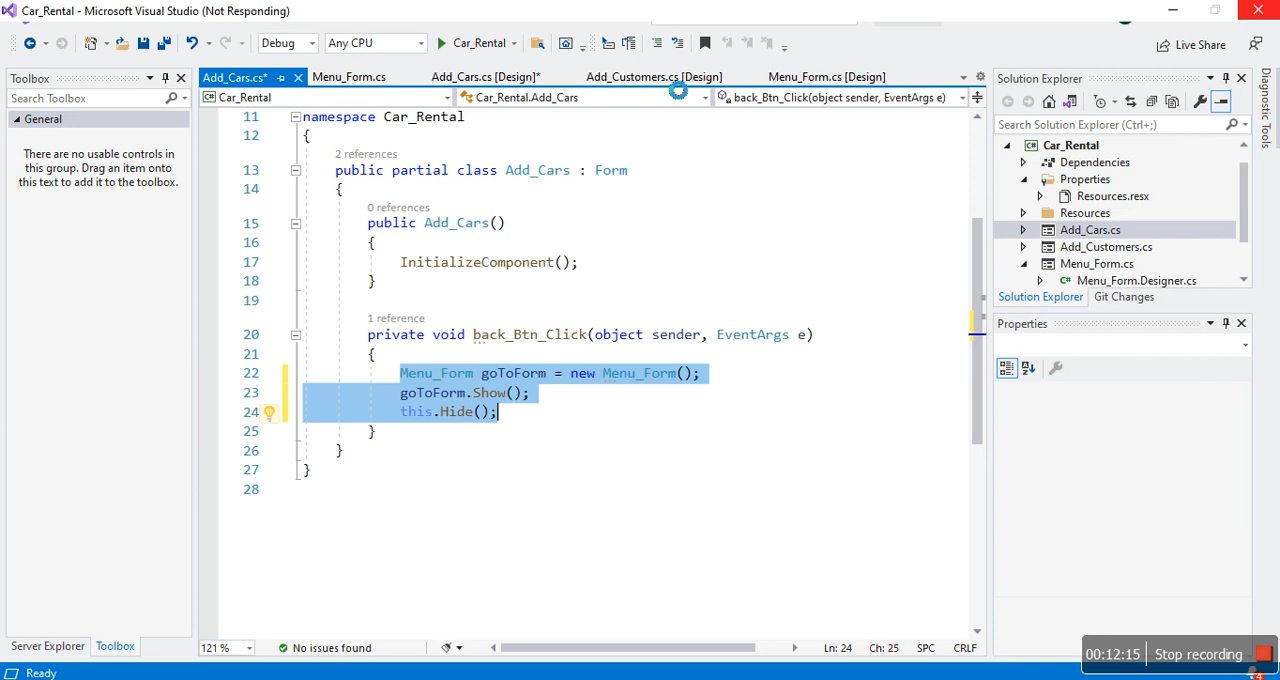 Car_Rental - Microsoft Visual Studio (Not Responding)
Debug
Any CPU
Car_Rental
Live Share
Toolbox
Search Toolbox
General
There are no usable controls in
this group. Drag an item onto
this text to add it to the toolbox.
Server Explorer
Toolbox
Add_Cars.cs*
Menu_Form.cs
Add_Cars.cs [Design]*
Add_Customers.cs [Design]
Menu_Form.cs [Design]
Car_Rental
Car_Rental.Add_Cars
back_Btn_Click(object sender, EventArgs e)
11 namespace Car_Rental
12 {
2 references
13 public partial class Add_Cars : Form
14 {
0 references
15 public Add_Cars()
16 {
17 InitializeComponent();
18 }
19
1 reference
20 private void back_Btn_Click(object sender, EventArgs e)
21 {
22 Menu_Form goToForm = new Menu_Form();
23 goToForm.Show();
24 this.Hide();
25 }
26 }
27 }
28
121 %
No issues found
Ln: 24
Ch: 25
SPC
CRLF
Solution Explorer
Search Solution Explorer (Ctrl+;)
Car_Rental
Dependencies
Properties
Resources.resx
Resources
Add_Cars.cs
Add_Customers.cs
Menu_Form.cs
Menu_Form.Designer.cs
Solution Explorer
Git Changes
Properties
Diagnostic Tools
00:12:15
Stop recording
Ready
4